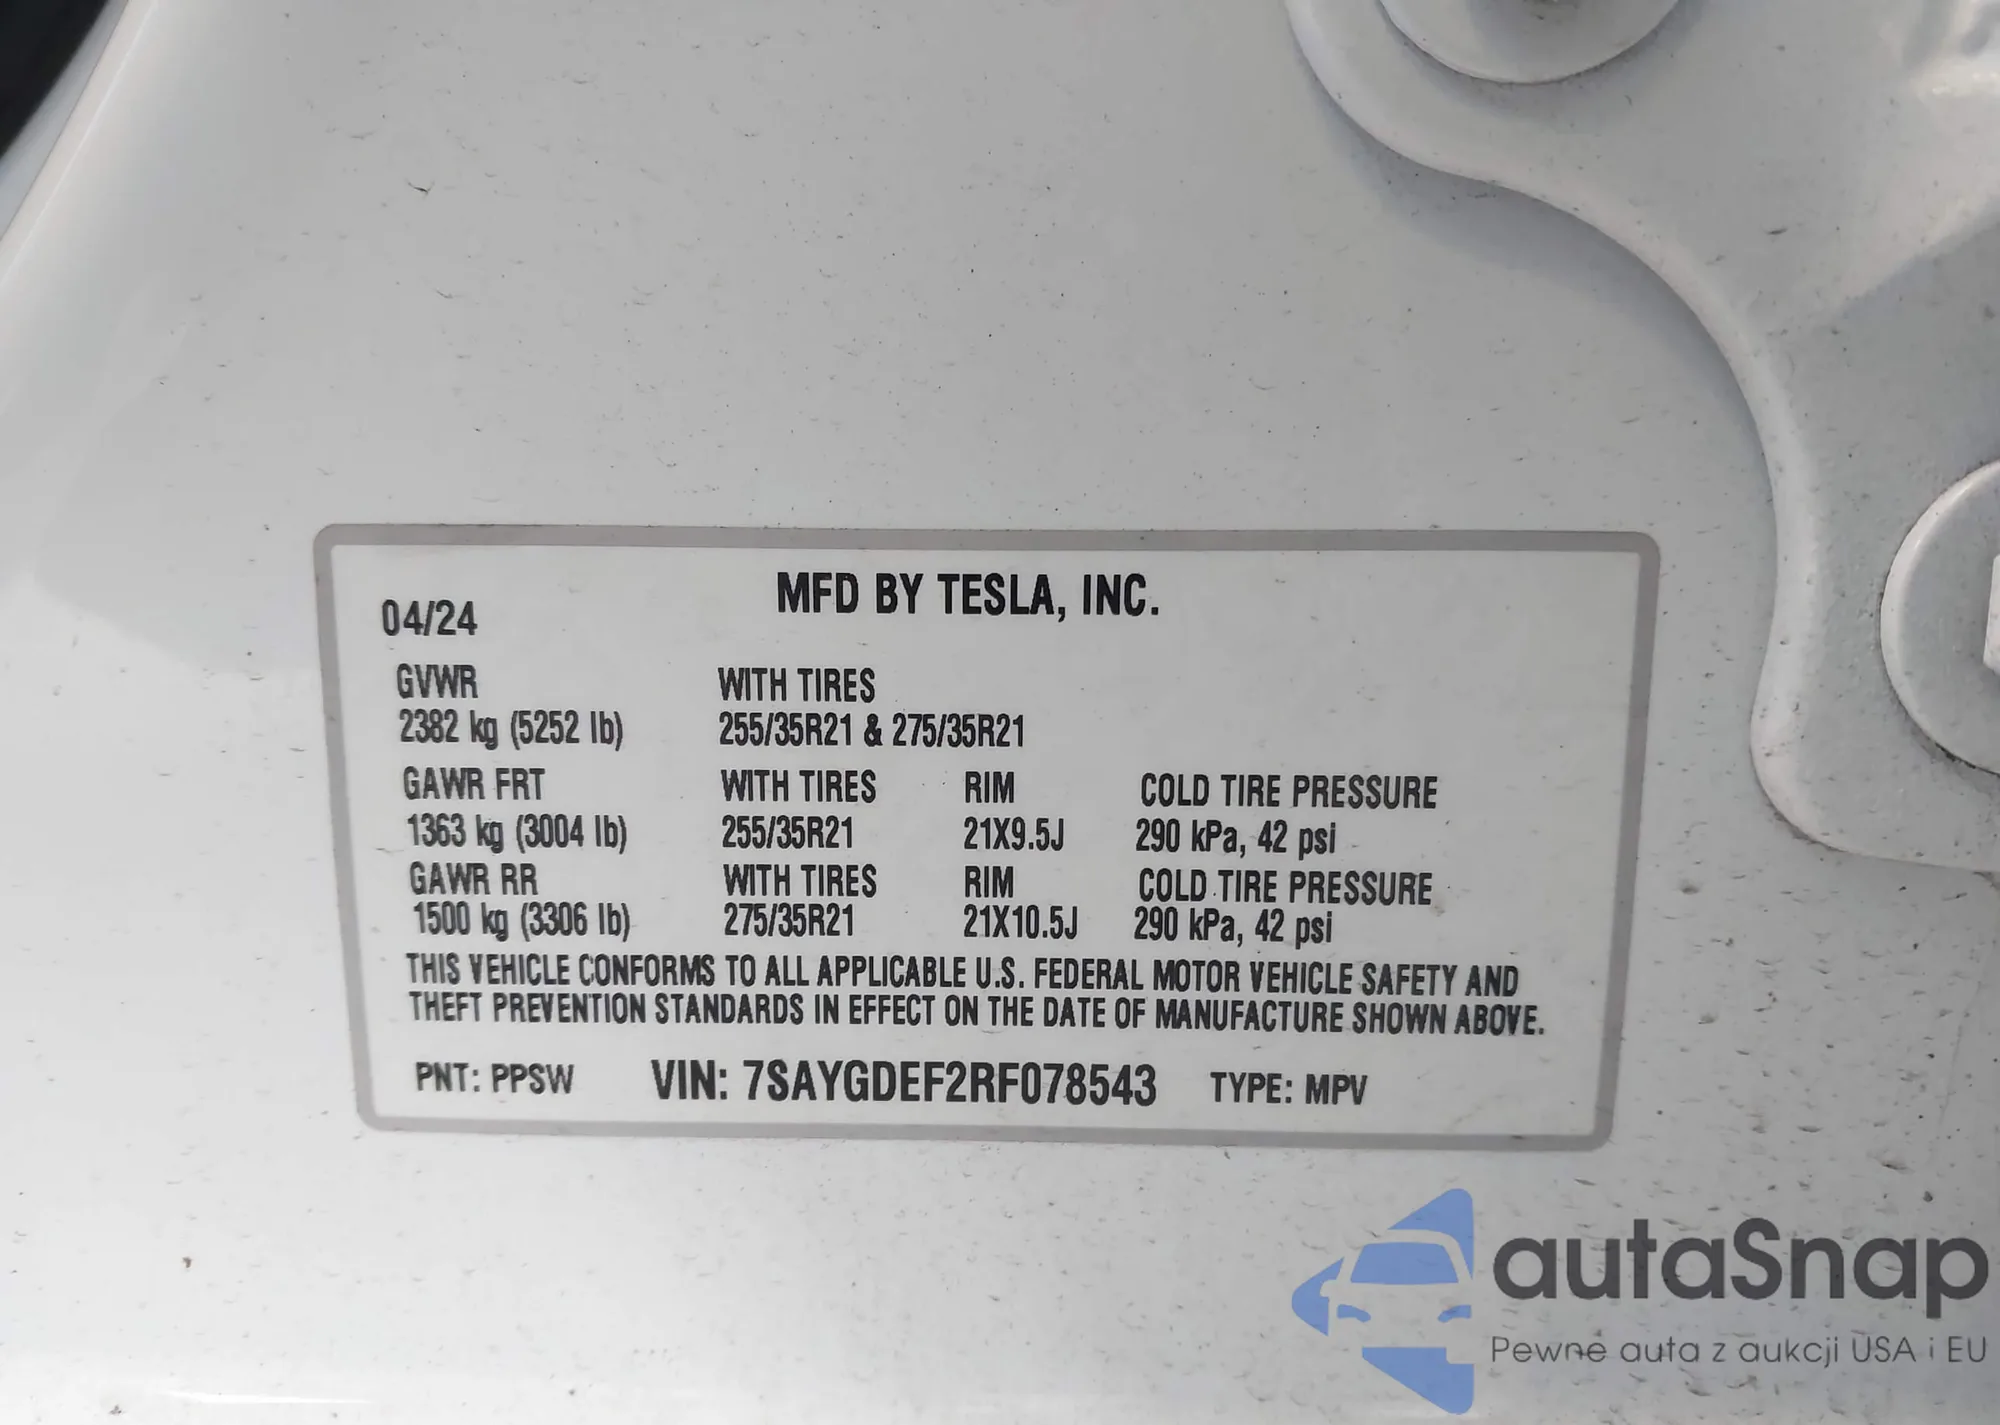 MFD BY TESLA, INC.
04/24
GVWR WITH TIRES
2382 kg (5252 lb) 255/35R21 & 275/35R21
GAWR FRT WITH TIRES RIM COLD TIRE PRESSURE
1363 kg (3004 lb) 255/35R21 21X9.5J 290 kPa, 42 psi
GAWR RR WITH TIRES RIM COLD TIRE PRESSURE
1500 kg (3306 lb) 275/35R21 21X10.5J 290 kPa, 42 psi
THIS VEHICLE CONFORMS TO ALL APPLICABLE U.S. FEDERAL MOTOR VEHICLE SAFETY AND
THEFT PREVENTION STANDARDS IN EFFECT ON THE DATE OF MANUFACTURE SHOWN ABOVE.
PNT: PPSW VIN: 7SAYGDEF2RF078543 TYPE: MPV
autaSnap
Pewne auta z aukcji USA i EU